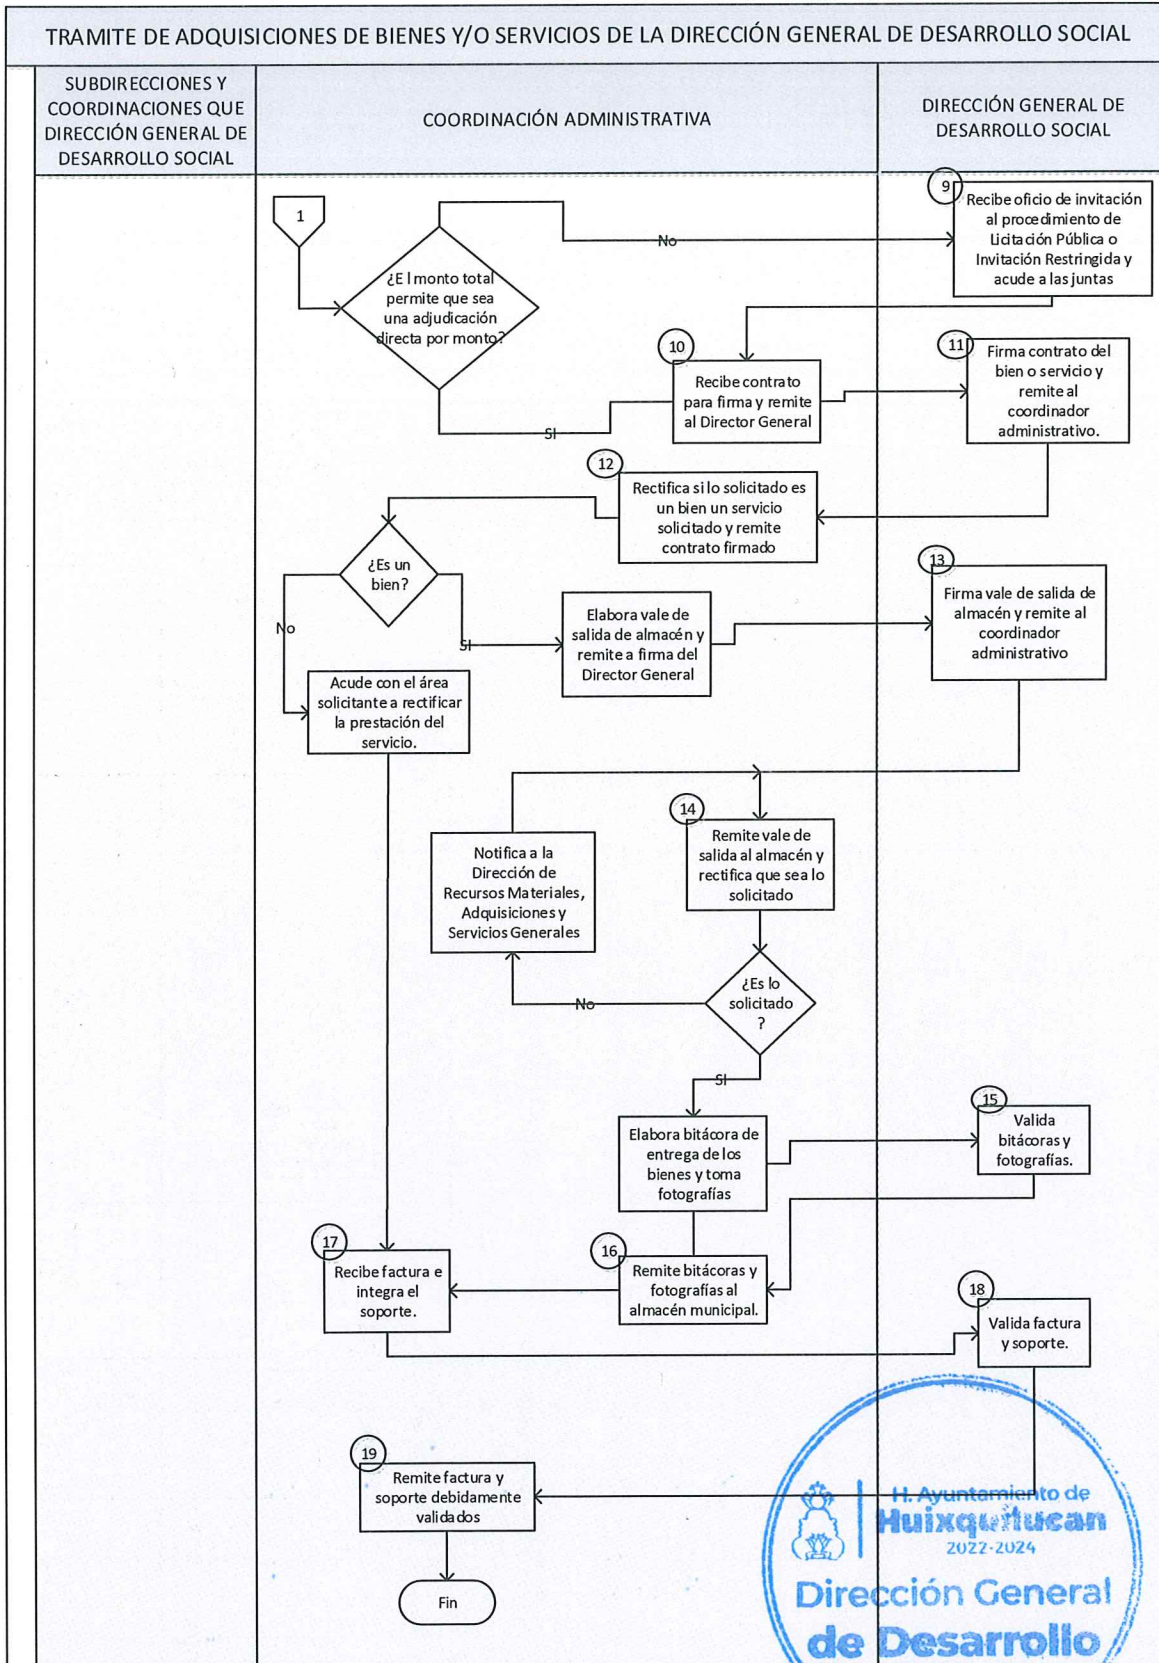 TRAMITE DE ADQUISICIONES DE BIENES Y/O SERVICIOS DE LA DIRECCIÓN GENERAL DE DESARROLLO SOCIAL
SUBDIRECCIONES Y
COORDINACIONES QUE
DIRECCIÓN GENERAL DE
DESARROLLO SOCIAL
COORDINACIÓN ADMINISTRATIVA
DIRECCIÓN GENERAL DE
DESARROLLO SOCIAL
1
¿E l monto total
permite que sea
una adjudicación
directa por monto?
No
SI
9
Recibe oficio de invitación
al procedimiento de
Licitación Pública o
Invitación Restringida y
acude a las juntas
10
Recibe contrato
para firma y remite
al Director General
11
Firma contrato del
bien o servicio y
remite al
coordinador
administrativo.
12
Rectifica si lo solicitado es
un bien un servicio
solicitado y remite
contrato firmado
¿Es un
bien?
No
SI
Elabora vale de
salida de almacén y
remite a firma del
Director General
13
Firma vale de salida de
almacén y remite al
coordinador
administrativo
Acude con el área
solicitante a rectificar
la prestación del
servicio.
14
Remite vale de
salida al almacén y
rectifica que sea lo
solicitado
Notifica a la
Dirección de
Recursos Materiales,
Adquisiciones y
Servicios Generales
¿Es lo
solicitado
?
No
SI
Elabora bitácora de
entrega de los
bienes y toma
fotografías
15
Valida
bitácoras y
fotografías.
16
Remite bitácoras y
fotografías al
almacén municipal.
17
Recibe factura e
integra el
soporte.
18
Valida factura
y soporte.
19
Remite factura y
soporte debidamente
validados
Fin
H. Ayuntamiento de
Huixquilucan
2022-2024
Dirección General
de Desarrollo